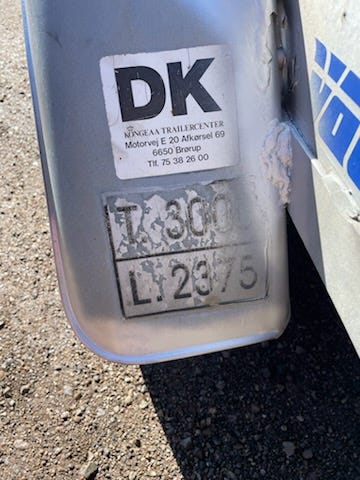 DK
KONGEAA TRAILERCENTER
Motorvej E 20 Afkørsel 69
6650 Brørup
Tlf. 75 38 26 00
T. 300
L. 2375